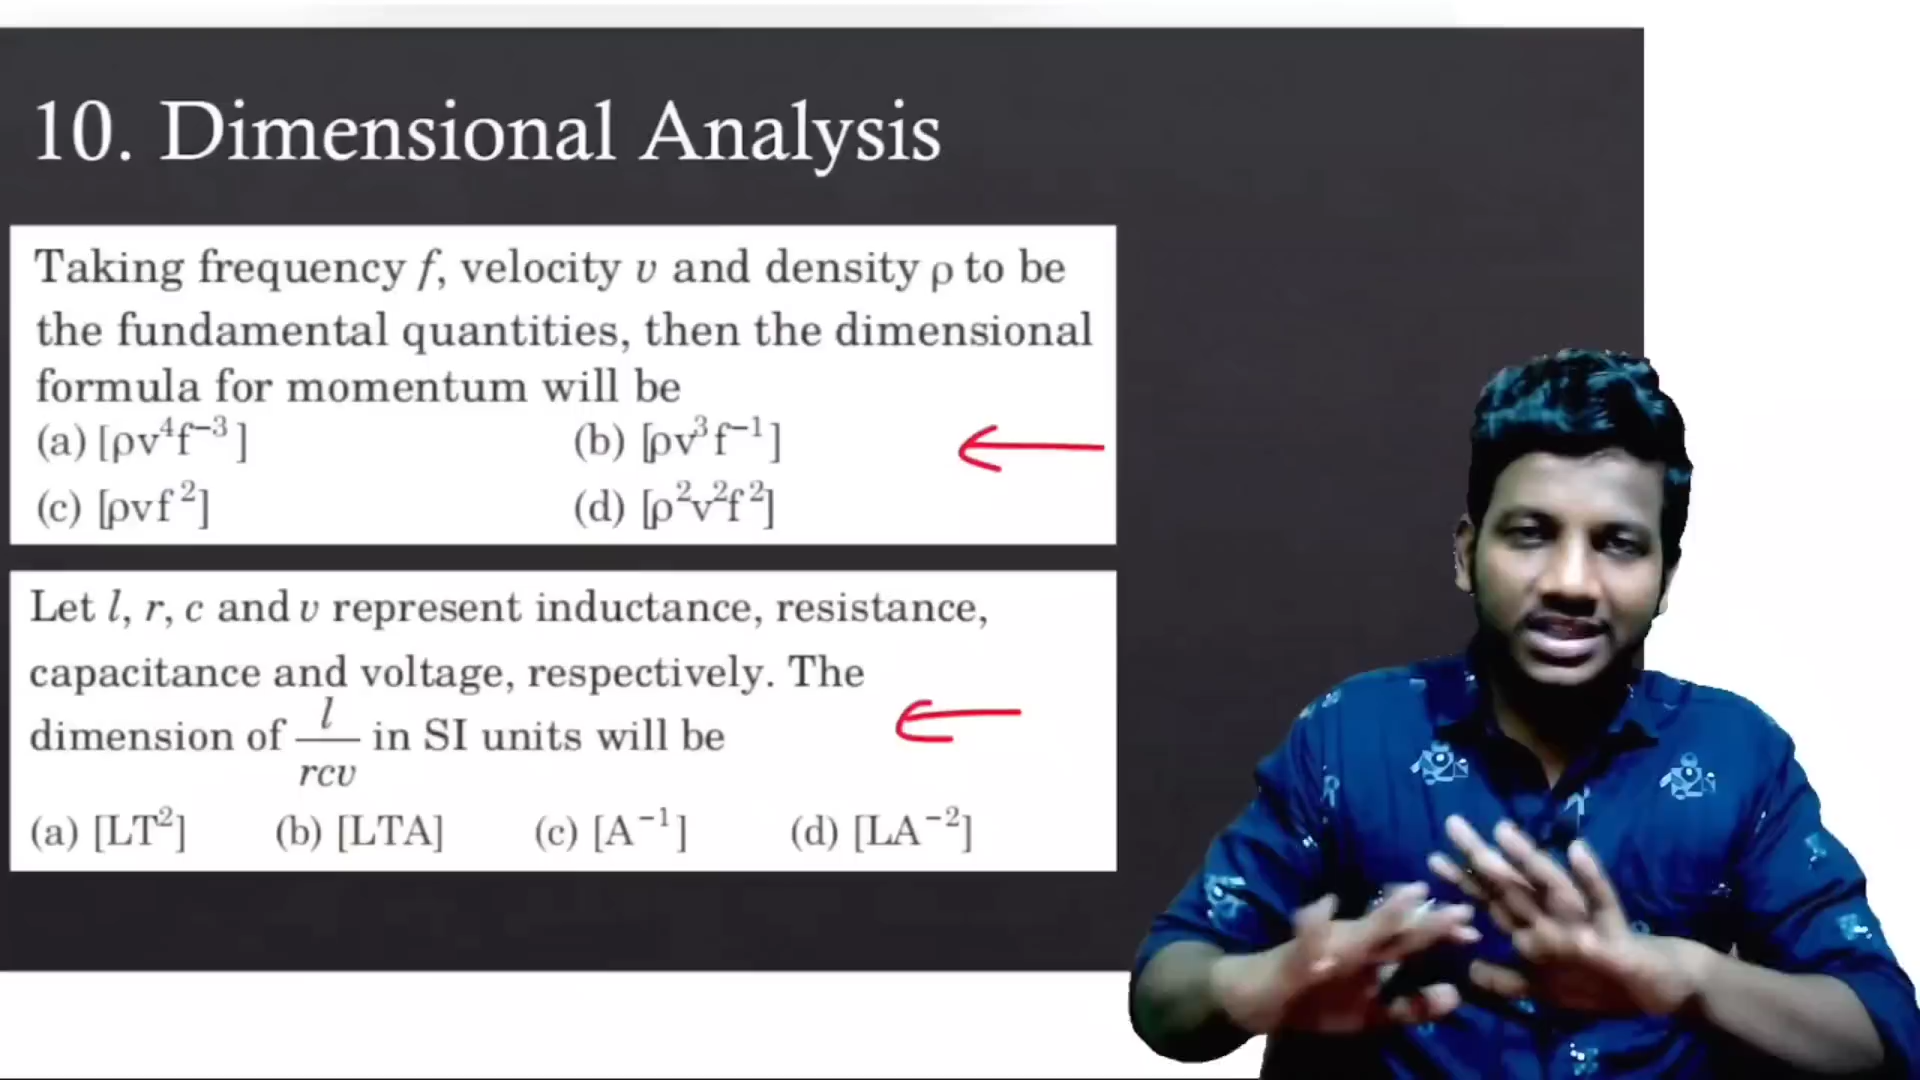 10. Dimensional Analysis
Taking frequency f, velocity v and density ρ to be
the fundamental quantities, then the dimensional
formula for momentum will be
(a) [ρv⁴f⁻³] (b) [ρv³f⁻¹]
(c) [ρvf²] (d) [ρ²v²f²]
Let l, r, c and v represent inductance, resistance,
capacitance and voltage, respectively. The
dimension of l/rcv in SI units will be
(a) [LT²] (b) [LTA] (c) [A⁻¹] (d) [LA⁻²]